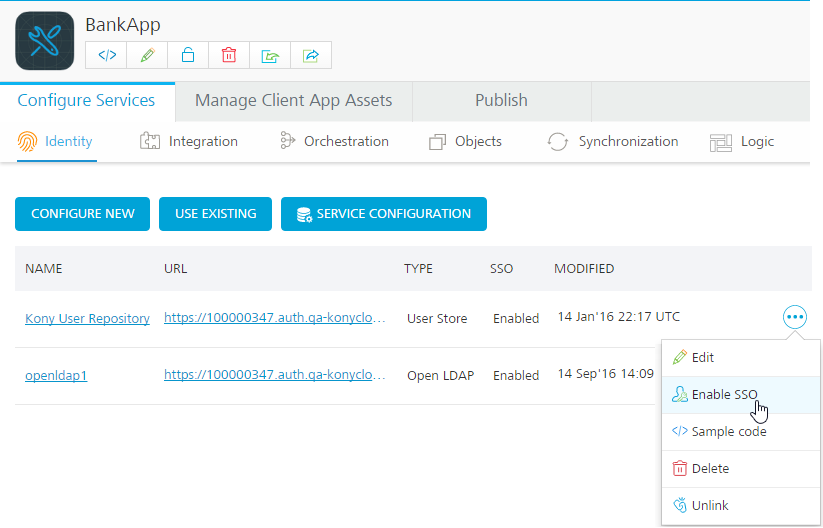 BankApp
Configure Services Manage Client App Assets Publish
Identity Integration Orchestration Objects Synchronization Logic
CONFIGURE NEW USE EXISTING SERVICE CONFIGURATION
NAME URL TYPE SSO MODIFIED
Kony User Repository https://100000347.auth.qa-konyclo... User Store Enabled 14 Jan'16 22:17 UTC
openldap1 https://100000347.auth.qa-konyclo... Open LDAP Enabled 14 Sep'16 14:09
Edit
Enable SSO
Sample code
Delete
Unlink